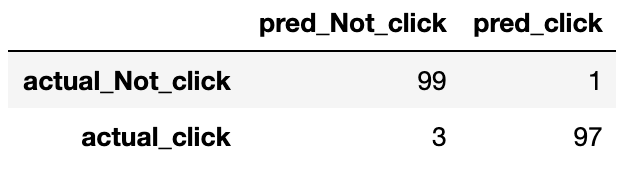 pred_Not_click pred_click
actual_Not_click 99 1
actual_click 3 97